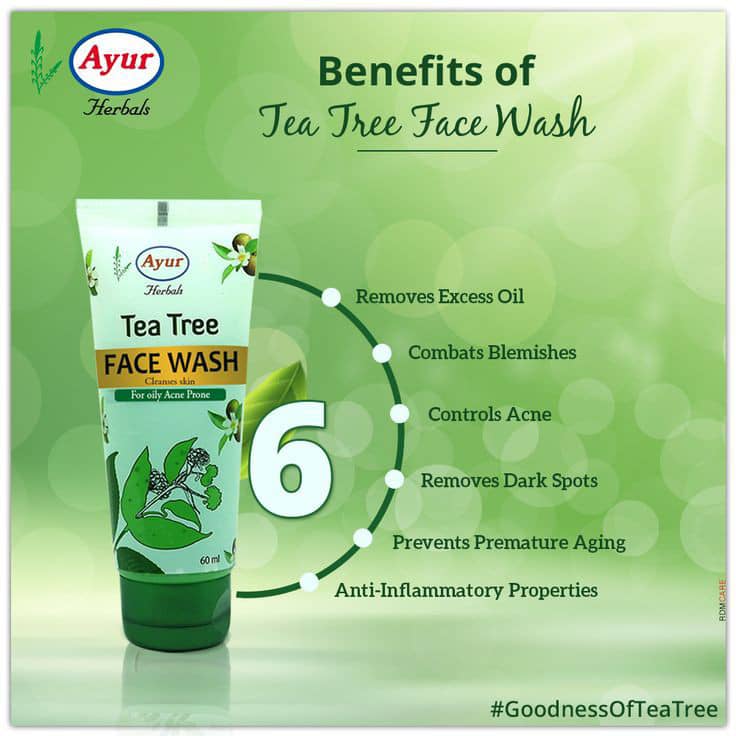 Ayur
Herbals
Benefits of
Tea Tree Face Wash
Ayur
Herbals
Tea Tree
FACE WASH
Cleanses skin
For oily Acne Prone
60 ml
6
Removes Excess Oil
Combats Blemishes
Controls Acne
Removes Dark Spots
Prevents Premature Aging
Anti-Inflammatory Properties
RDMCARE
#GoodnessOfTeaTree